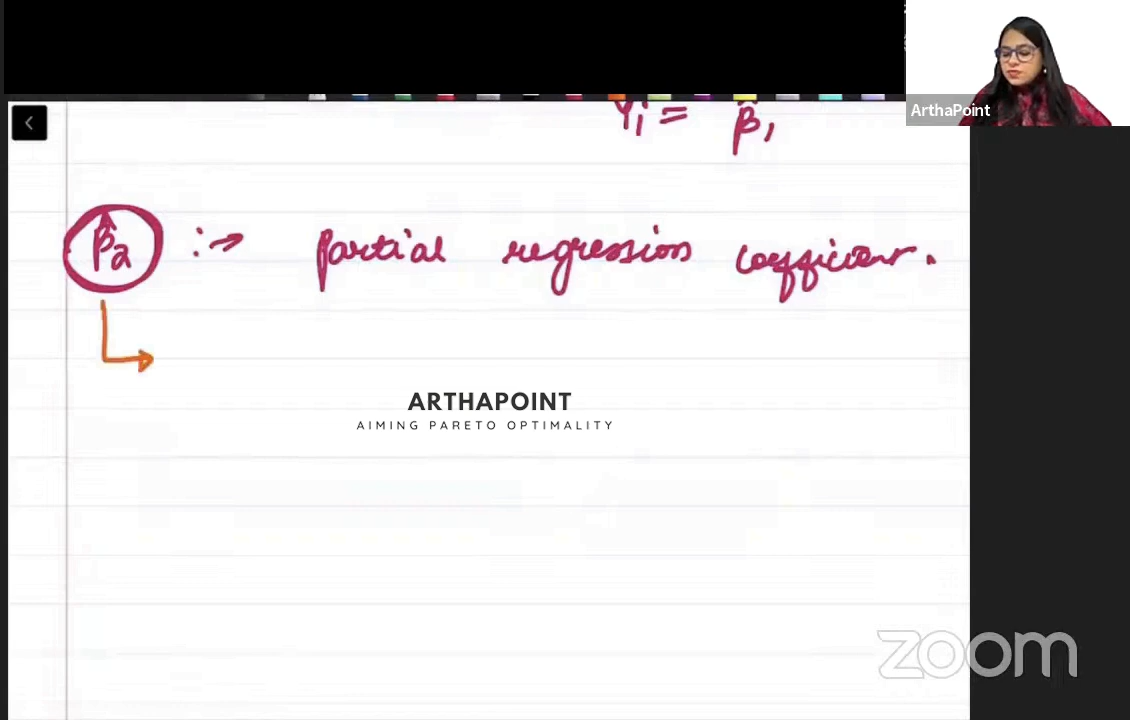 ArthaPoint
Yi = β̂1
β̂2 :→ partial regression coefficient.
ARTHAPOINT
AIMING PARETO OPTIMALITY
zoom